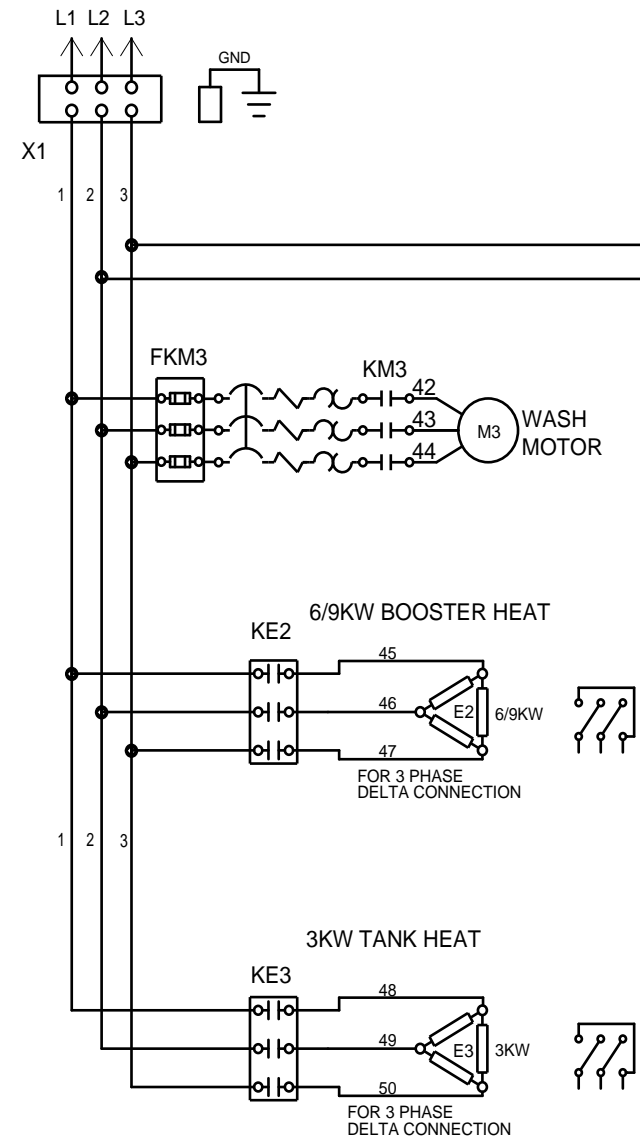 L1 L2 L3
GND
X1
1 2 3
FKM3
KM3
42
43
44
M3
WASH
MOTOR
6/9KW BOOSTER HEAT
KE2
45
46
47
E2
6/9KW
FOR 3 PHASE
DELTA CONNECTION
1 2 3
3KW TANK HEAT
KE3
48
49
50
E3
3KW
FOR 3 PHASE
DELTA CONNECTION